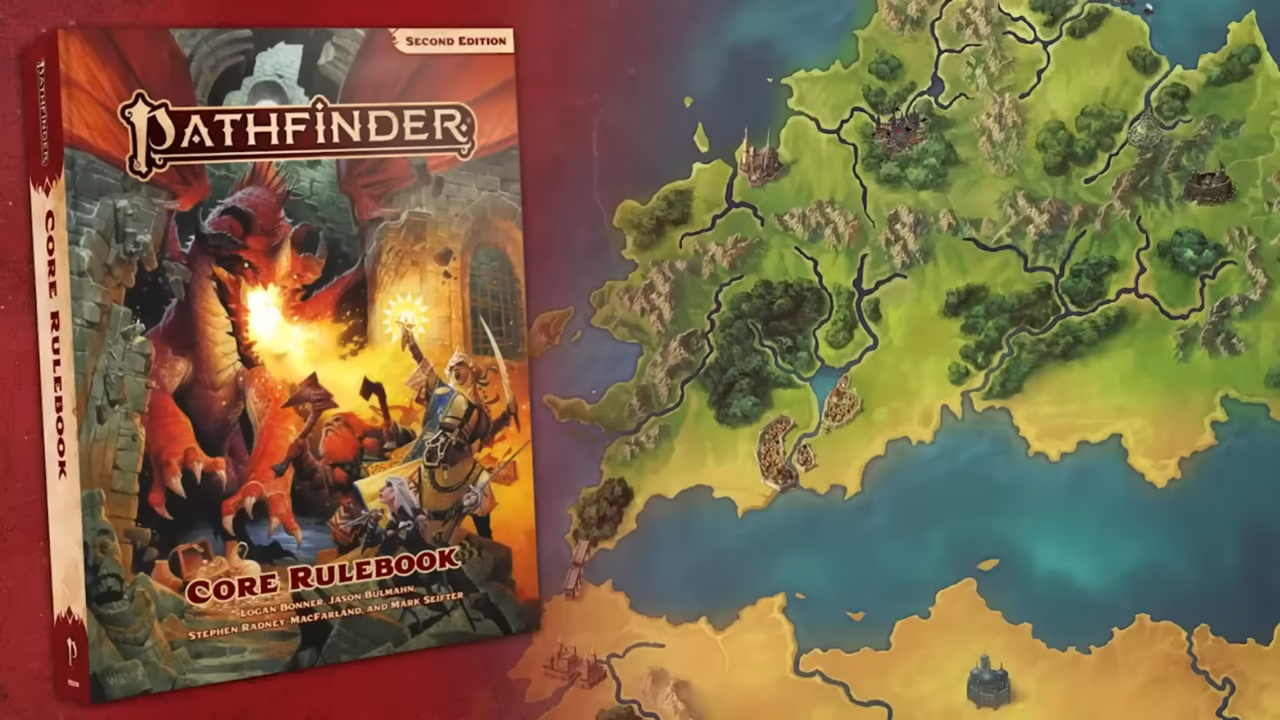 SECOND EDITION
PATHFINDER
PATHFINDER
CORE RULEBOOK
CORE RULEBOOK
LOGAN BONNER, JASON BULMAHN,
STEPHEN RADNEY-MACFARLAND, AND MARK SEIFTER